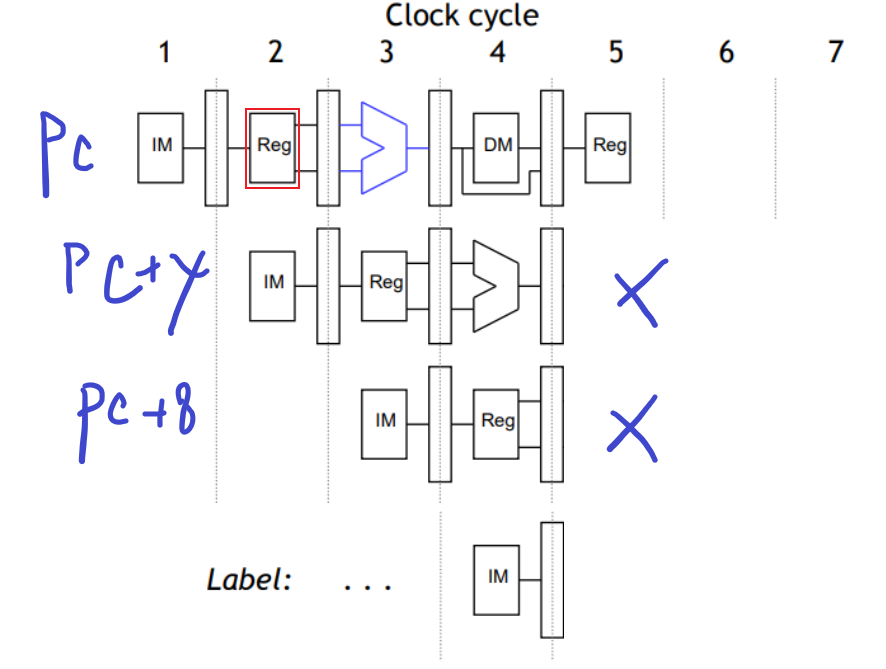 Clock cycle
1 2 3 4 5 6 7
PC IM Reg DM Reg
PC+4 IM Reg X
PC+8 IM Reg X
Label: ... IM